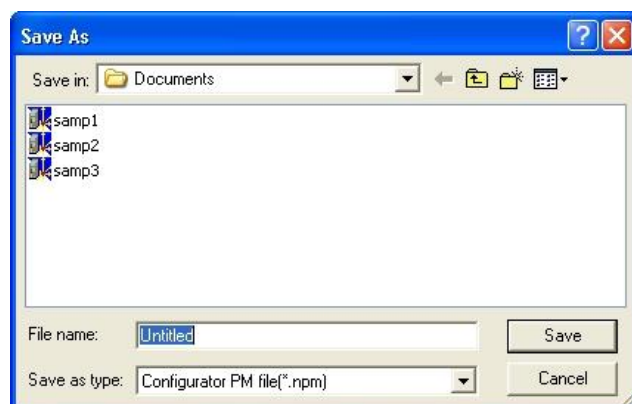 Save As
Save in: Documents
samp1
samp2
samp3
File name: Untitled Save
Save as type: Configurator PM file(*.npm) Cancel